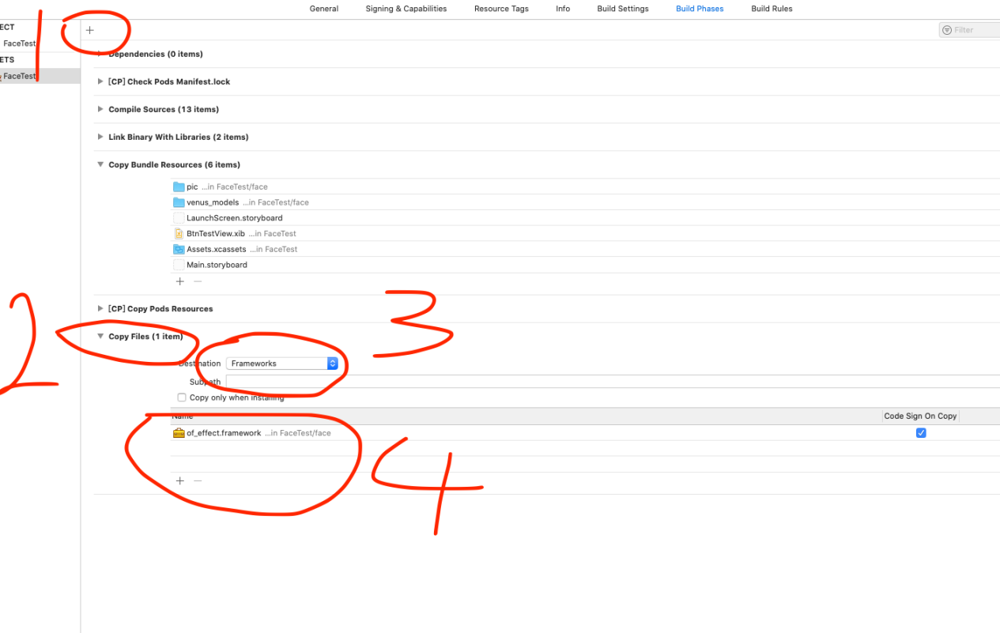 General Signing & Capabilities Resource Tags Info Build Settings Build Phases Build Rules
1
ECT
+
Filter
FaceTest
Dependencies (0 items)
ETS
FaceTest
[CP] Check Pods Manifest.lock
Compile Sources (13 items)
Link Binary With Libraries (2 items)
Copy Bundle Resources (6 items)
pic ...in FaceTest/face
venus_models ...in FaceTest/face
LaunchScreen.storyboard
BtnTestView.xib ...in FaceTest
Assets.xcassets ...in FaceTest
Main.storyboard
+ —
[CP] Copy Pods Resources
3
2
Copy Files (1 item)
Destination Frameworks
Subpath
Copy only when installing
Name Code Sign On Copy
of_effect.framework ...in FaceTest/face
4
+ —